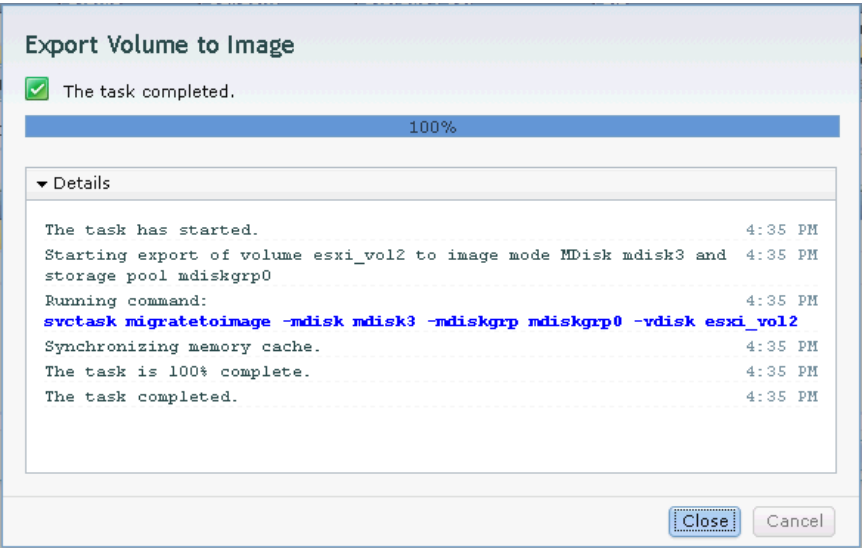 Export Volume to Image
The task completed.
100%
Details
The task has started. 4:35 PM
Starting export of volume esxi_vol2 to image mode MDisk mdisk3 and 4:35 PM
storage pool mdiskgrp0
Running command: 4:35 PM
svctask migratetoimage -mdisk mdisk3 -mdiskgrp mdiskgrp0 -vdisk esxi_vol2
Synchronizing memory cache. 4:35 PM
The task is 100% complete. 4:35 PM
The task completed. 4:35 PM
Close Cancel